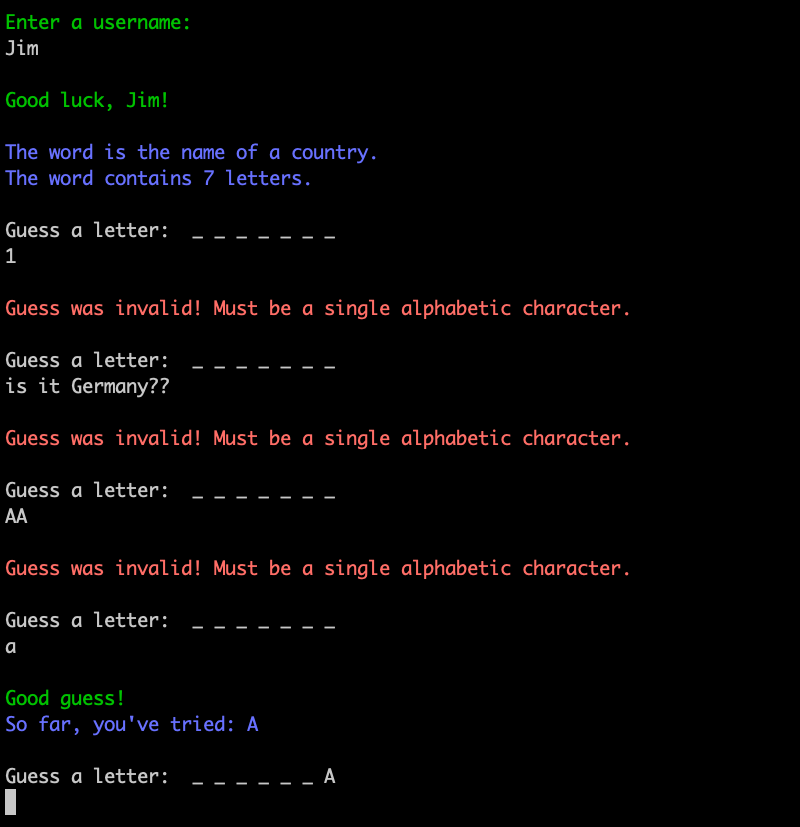 Enter a username:
Jim
Good luck, Jim!
The word is the name of a country.
The word contains 7 letters.
Guess a letter:  _ _ _ _ _ _ _
1
Guess was invalid! Must be a single alphabetic character.
Guess a letter:  _ _ _ _ _ _ _
is it Germany??
Guess was invalid! Must be a single alphabetic character.
Guess a letter:  _ _ _ _ _ _ _
AA
Guess was invalid! Must be a single alphabetic character.
Guess a letter:  _ _ _ _ _ _ _
a
Good guess!
So far, you've tried: A
Guess a letter:  _ _ _ _ _ _ A